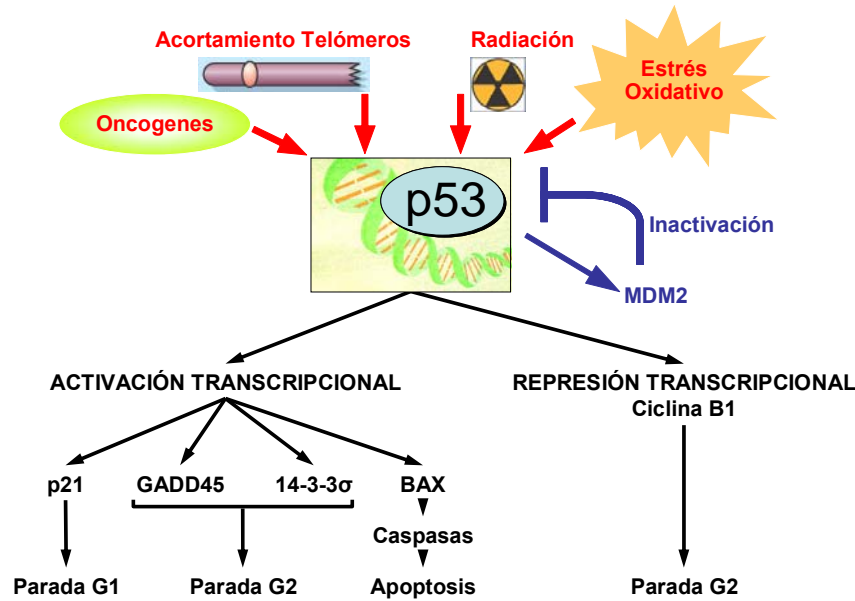 Acortamiento Telómeros
Radiación
Estrés
Oxidativo
Oncogenes
p53
Inactivación
MDM2
ACTIVACIÓN TRANSCRIPCIONAL
REPRESIÓN TRANSCRIPCIONAL
Ciclina B1
p21
GADD45
14-3-3σ
BAX
Caspasas
Parada G1
Parada G2
Apoptosis
Parada G2